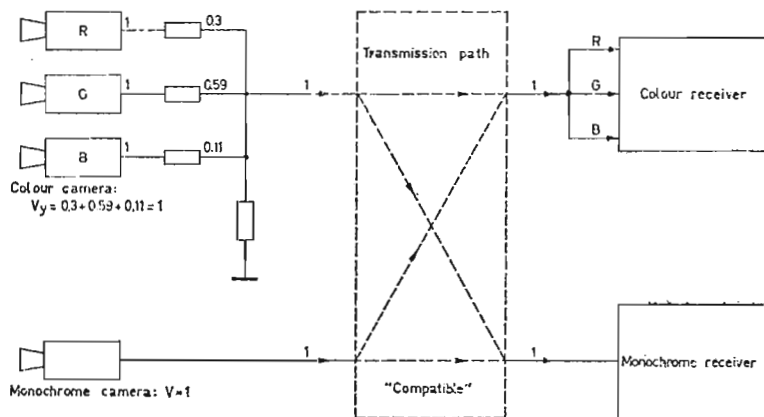 R
1
0.3
G
1
0.59
B
1
0.11
Colour camera:
Vy = 0.3 + 0.59 + 0.11 = 1
1
Transmission path
1
R
G
B
Colour receiver
Monochrome camera: V=1
1
"Compatible"
1
Monochrome receiver